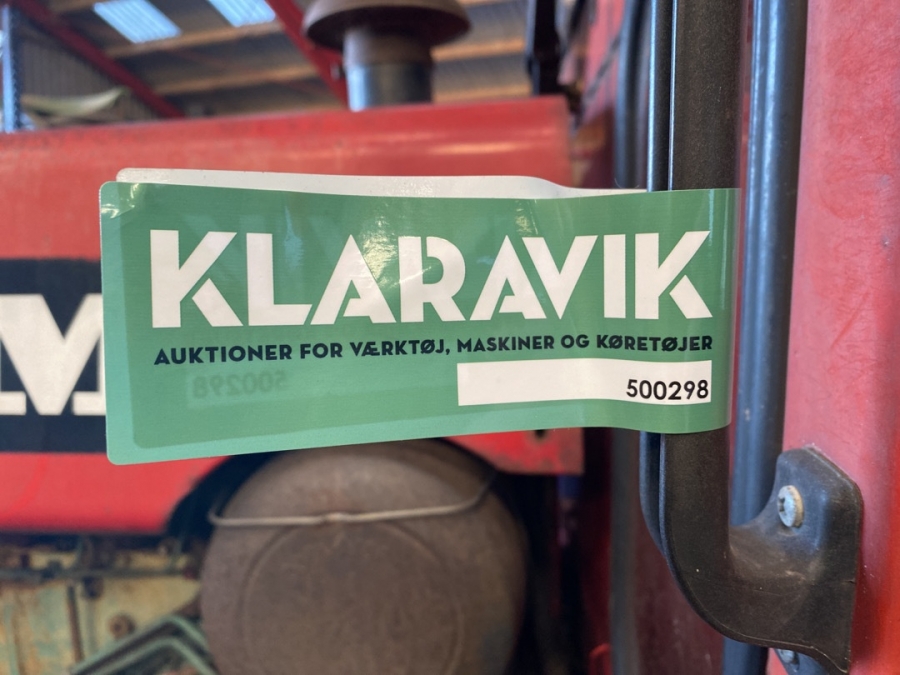 KLARAVIK
AUKTIONER FOR VÆRKTØJ, MASKINER OG KØRETØJER
500298
M